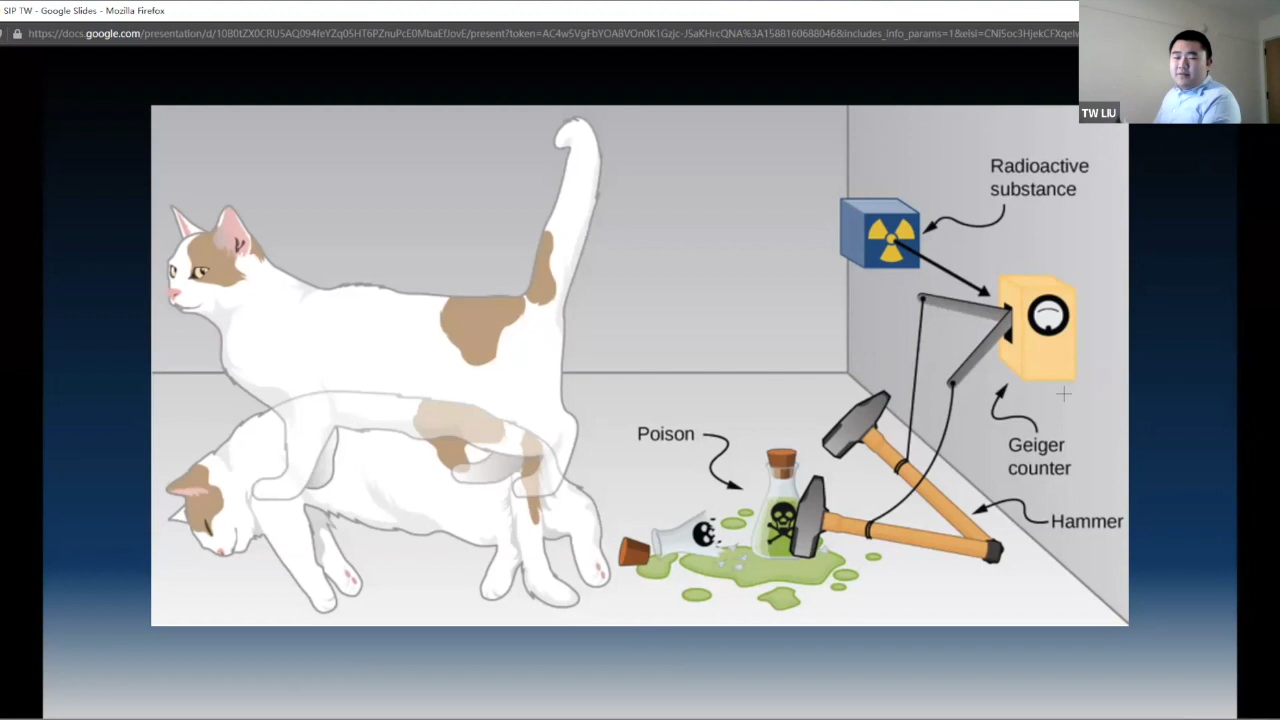 SIP TW - Google Slides - Mozilla Firefox
TW LIU
Radioactive
substance
Poison
Geiger
counter
Hammer